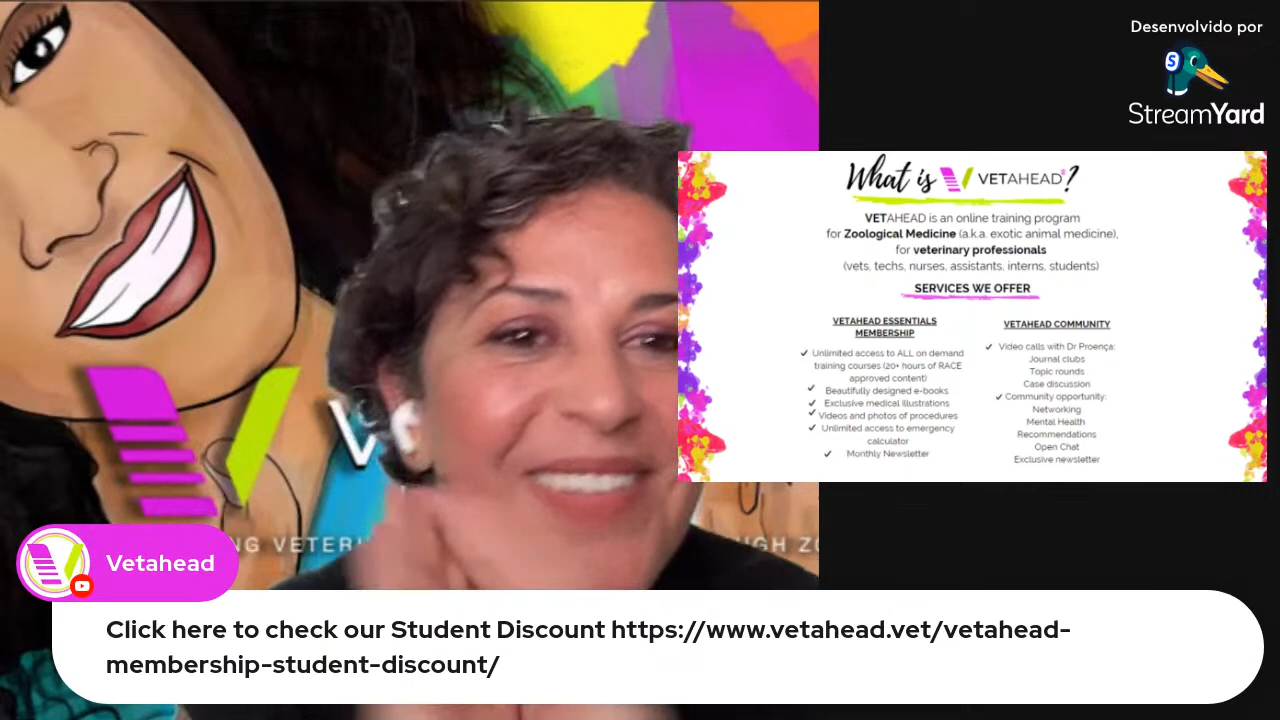 Desenvolvido por
StreamYard
What is VETAHEAD®?
VETAHEAD is an online training program
for Zoological Medicine (a.k.a. exotic animal medicine),
for veterinary professionals
(vets, techs, nurses, assistants, interns, students)
SERVICES WE OFFER
VETAHEAD ESSENTIALS
MEMBERSHIP
✓ Unlimited access to ALL on demand
training courses (20+ hours of RACE
approved content)
✓ Beautifully designed e-books
✓ Exclusive medical illustrations
✓ Videos and photos of procedures
✓ Unlimited access to emergency
calculator
✓ Monthly Newsletter
VETAHEAD COMMUNITY
✓ Video calls with Dr Proença:
Journal clubs
Topic rounds
Case discussion
✓ Community opportunity:
Networking
Mental Health
Recommendations
Open Chat
Exclusive newsletter
Vetahead
Click here to check our Student Discount https://www.vetahead.vet/vetahead-
membership-student-discount/